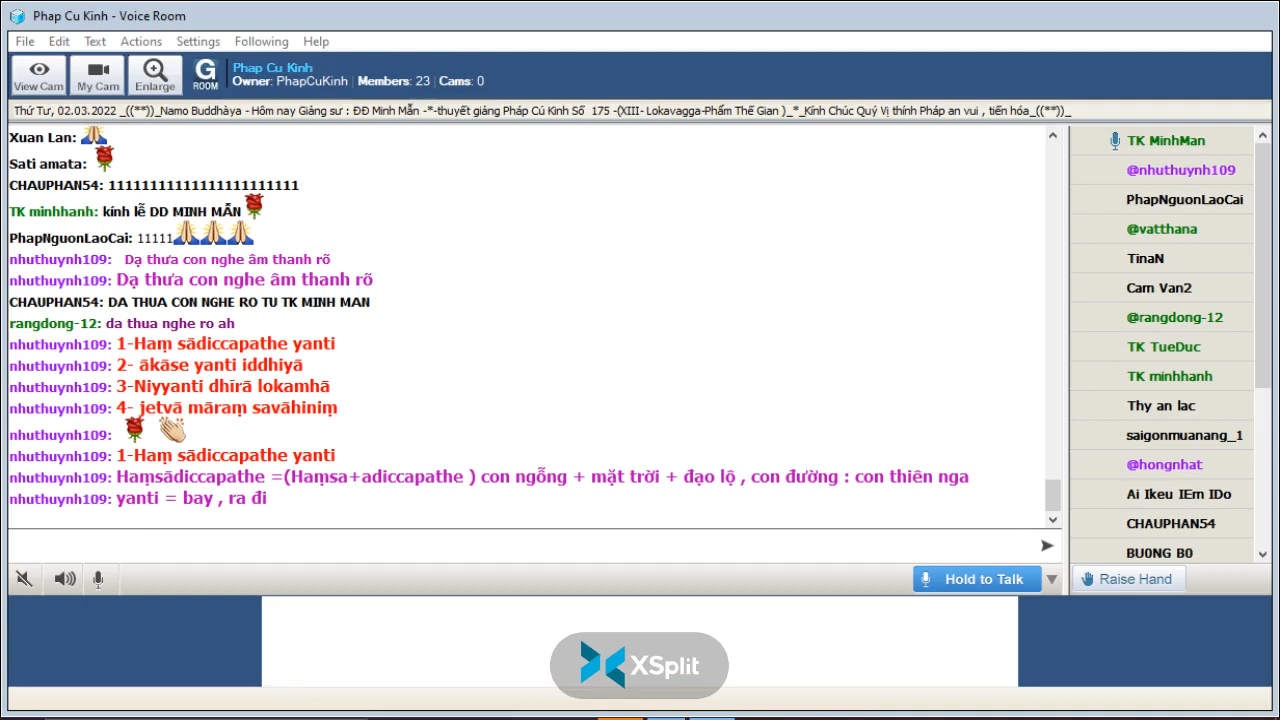 Phap Cu Kinh - Voice Room
File Edit Text Actions Settings Following Help
View Cam My Cam Enlarge G ROOM
Phap Cu Kinh
Owner: PhapCuKinh Members: 23 Cams: 0
Thứ Tư, 02.03.2022 _((**))_Namo Buddhàya - Hôm nay Giảng sư : ĐĐ Minh Mẫn -*-thuyết giảng Pháp Cú Kinh Số 175 -(XIII- Lokavagga-Phẩm Thế Gian )_*_Kính Chúc Quý Vị thính Pháp an vui , tiến hóa_((**))_
Xuan Lan:
Sati amata:
CHAUPHAN54: 11111111111111111111111
TK minhhanh: kính lễ DD MINH MẪN
PhapNguonLaoCai: 11111
nhuthuynh109: Dạ thưa con nghe âm thanh rõ
nhuthuynh109: Dạ thưa con nghe âm thanh rõ
CHAUPHAN54: DA THUA CON NGHE RO TU TK MINH MAN
rangdong-12: da thua nghe ro ah
nhuthuynh109: 1-Haṃ sādiccapathe yanti
nhuthuynh109: 2- ākāse yanti iddhiyā
nhuthuynh109: 3-Niyyanti dhīrā lokamhā
nhuthuynh109: 4- jetvā māraṃ savāhiniṃ
nhuthuynh109:
nhuthuynh109: 1-Haṃ sādiccapathe yanti
nhuthuynh109: Haṃsādiccapathe =(Haṃsa+adiccapathe ) con ngỗng + mặt trời + đạo lộ , con đường : con thiên nga
nhuthuynh109: yanti = bay , ra đi
TK MinhMan
@nhuthuynh109
PhapNguonLaoCai
@vatthana
TinaN
Cam Van2
@rangdong-12
TK TueDuc
TK minhhanh
Thy an lac
saigonmuanang_1
@hongnhat
Ai Ikeu IEm IDo
CHAUPHAN54
BU0NG B0
Hold to Talk
Raise Hand
XSplit